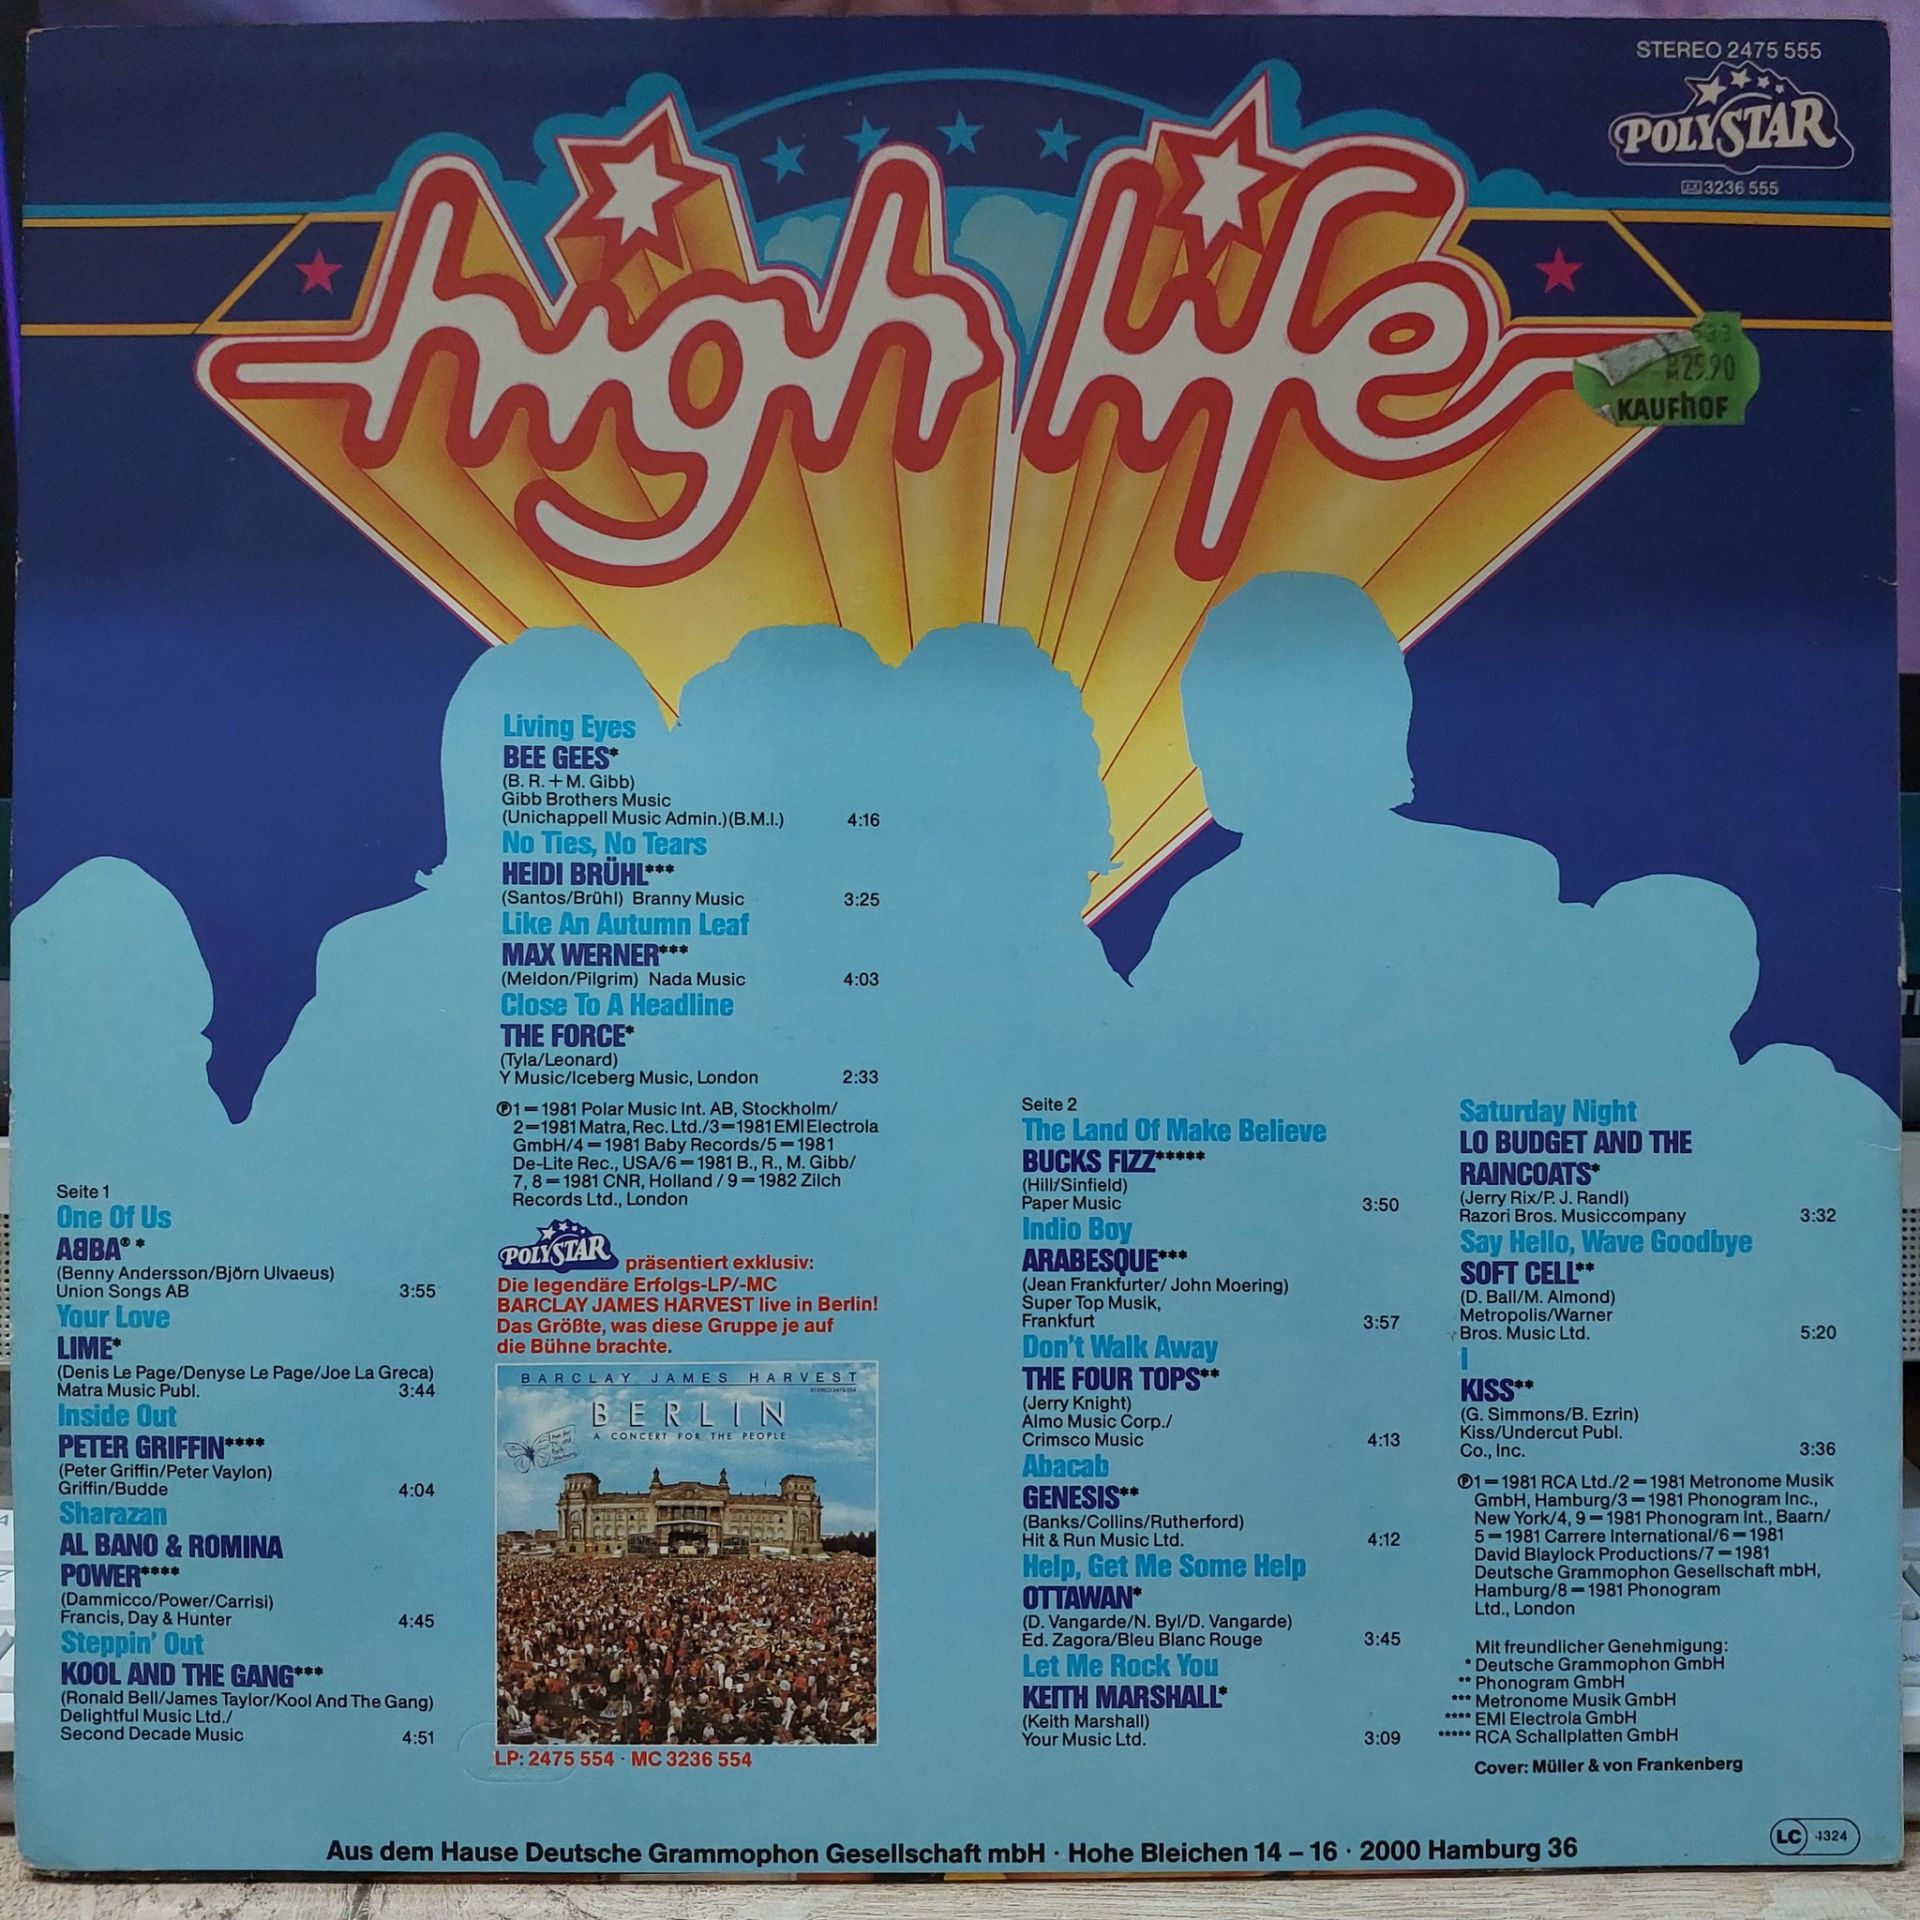 STEREO 2475 555
POLYSTAR
3236 555
high life
M 25.90
KAUFhOF
Seite 1
One Of Us
ABBA® *
(Benny Andersson/Björn Ulvaeus)
Union Songs AB 3:55
Your Love
LIME*
(Denis Le Page/Denyse Le Page/Joe La Greca)
Matra Music Publ. 3:44
Inside Out
PETER GRIFFIN****
(Peter Griffin/Peter Vaylon)
Griffin/Budde 4:04
Sharazan
AL BANO & ROMINA
POWER****
(Dammicco/Power/Carrisi)
Francis, Day & Hunter 4:45
Steppin' Out
KOOL AND THE GANG***
(Ronald Bell/James Taylor/Kool And The Gang)
Delightful Music Ltd./
Second Decade Music 4:51
Living Eyes
BEE GEES*
(B. R. + M. Gibb)
Gibb Brothers Music
(Unichappell Music Admin.) (B.M.I.) 4:16
No Ties, No Tears
HEIDI BRÜHL***
(Santos/Brühl) Branny Music 3:25
Like An Autumn Leaf
MAX WERNER***
(Meldon/Pilgrim) Nada Music 4:03
Close To A Headline
THE FORCE*
(Tyla/Leonard)
Y Music/Iceberg Music, London 2:33
℗1 = 1981 Polar Music Int. AB, Stockholm/
2 = 1981 Matra, Rec. Ltd./3 = 1981 EMI Electrola
GmbH/4 = 1981 Baby Records/5 = 1981
De-Lite Rec., USA/6 = 1981 B., R., M. Gibb/
7, 8 = 1981 CNR, Holland / 9 = 1982 Zilch
Records Ltd., London
POLYSTAR präsentiert exklusiv:
Die legendäre Erfolgs-LP/-MC
BARCLAY JAMES HARVEST live in Berlin!
Das Größte, was diese Gruppe je auf
die Bühne brachte.
BARCLAY JAMES HARVEST
STEREO 2475 554
BERLIN
A CONCERT FOR THE PEOPLE
LP: 2475 554 · MC 3236 554
Seite 2
The Land Of Make Believe
BUCKS FIZZ*****
(Hill/Sinfield)
Paper Music 3:50
Indio Boy
ARABESQUE***
(Jean Frankfurter/ John Moering)
Super Top Musik,
Frankfurt 3:57
Don't Walk Away
THE FOUR TOPS**
(Jerry Knight)
Almo Music Corp./
Crimsco Music 4:13
Abacab
GENESIS**
(Banks/Collins/Rutherford)
Hit & Run Music Ltd. 4:12
Help, Get Me Some Help
OTTAWAN*
(D. Vangarde/N. Byl/D. Vangarde)
Ed. Zagora/Bleu Blanc Rouge 3:45
Let Me Rock You
KEITH MARSHALL*
(Keith Marshall)
Your Music Ltd. 3:09
Saturday Night
LO BUDGET AND THE
RAINCOATS*
(Jerry Rix/P. J. Randl)
Razori Bros. Musiccompany 3:32
Say Hello, Wave Goodbye
SOFT CELL**
(D. Ball/M. Almond)
Metropolis/Warner
Bros. Music Ltd. 5:20
I
KISS**
(G. Simmons/B. Ezrin)
Kiss/Undercut Publ.
Co., Inc. 3:36
℗1 = 1981 RCA Ltd./2 = 1981 Metronome Musik
GmbH, Hamburg/3 = 1981 Phonogram Inc.,
New York/4, 9 = 1981 Phonogram Int., Baarn/
5 = 1981 Carrere International/6 = 1981
David Blaylock Productions/7 = 1981
Deutsche Grammophon Gesellschaft mbH,
Hamburg/8 = 1981 Phonogram
Ltd., London
Mit freundlicher Genehmigung:
* Deutsche Grammophon GmbH
** Phonogram GmbH
*** Metronome Musik GmbH
**** EMI Electrola GmbH
***** RCA Schallplatten GmbH
Cover: Müller & von Frankenberg
LC 4324
Aus dem Hause Deutsche Grammophon Gesellschaft mbH · Hohe Bleichen 14 – 16 · 2000 Hamburg 36